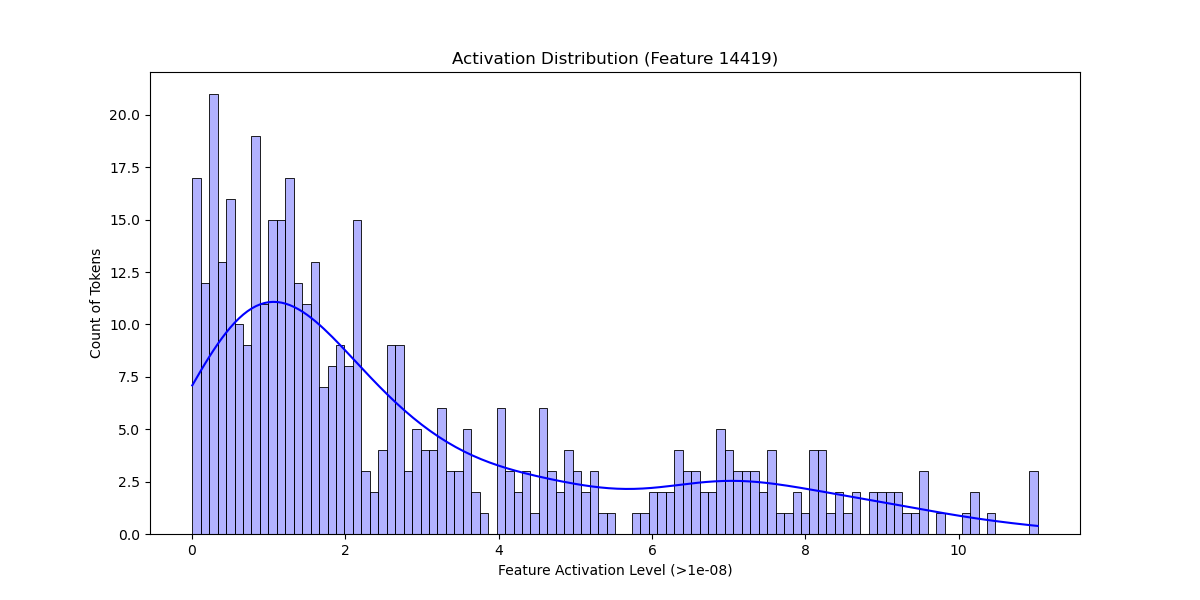 Activation Distribution (Feature 14419)
Count of Tokens
20.0
17.5
15.0
12.5
10.0
7.5
5.0
2.5
0.0
0 2 4 6 8 10
Feature Activation Level (>1e-08)